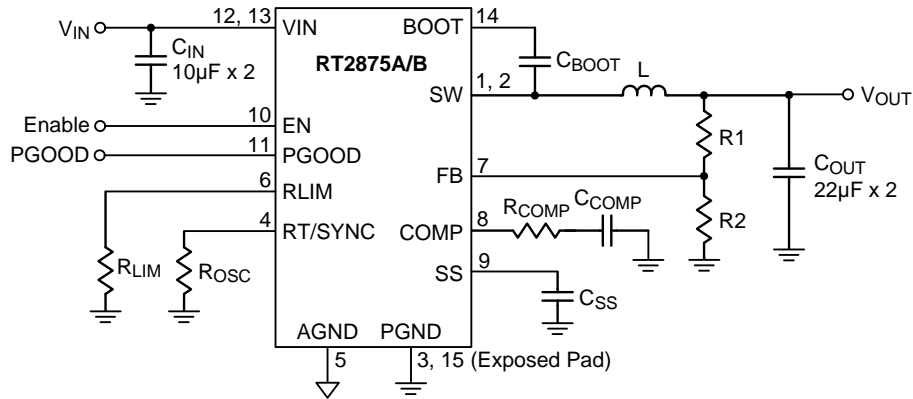 12, 13
14
VIN
VIN
BOOT
CIN
10µF x 2
RT2875A/B
CBOOT
L
1, 2
SW
VOUT
Enable
10
EN
R1
PGOOD
11
PGOOD
7
FB
COUT
22µF x 2
6
RLIM
RCOMP
CCOMP
R2
4
RT/SYNC
8
COMP
RLIM
ROSC
9
SS
CSS
AGND
PGND
5
3, 15 (Exposed Pad)